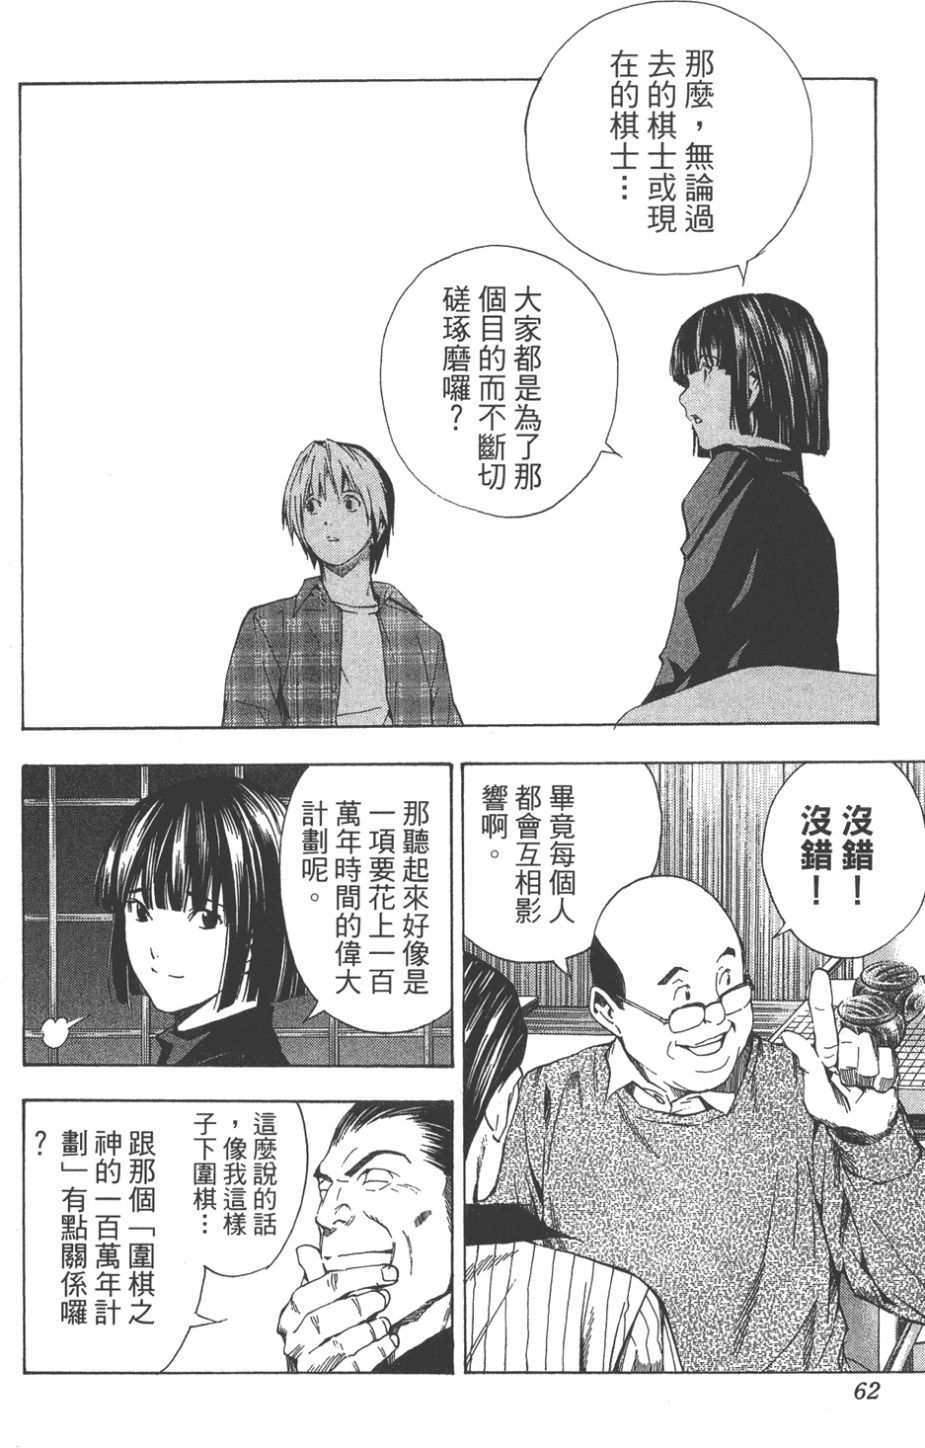 那麼，無論過
去的棋士或現
在的棋士…
大家都是為了那
個目的而不斷切
磋琢磨囉？
沒錯！
沒錯！
畢竟每個人
都會互相影
響啊。
那聽起來好像是
一項要花上一百
萬年時間的偉大
計劃呢。
這麼說的話
，像我這樣
子下圍棋…
跟那個「圍棋之
神的一百萬年計
劃」有點關係囉
？
62